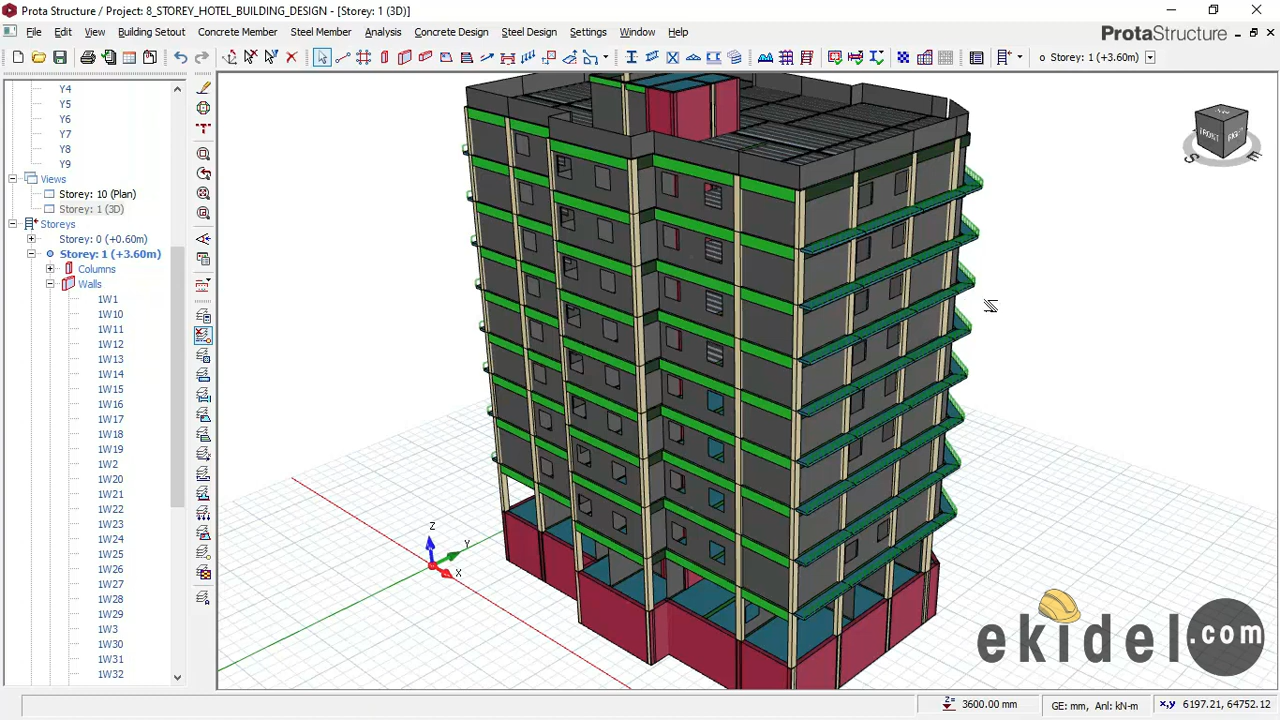 Prota Structure / Project: 8_STOREY_HOTEL_BUILDING_DESIGN - [Storey: 1 (3D)]
File Edit View Building Setout Concrete Member Steel Member Analysis Concrete Design Steel Design Settings Window Help
ProtaStructure
Storey: 1 (+3.60m)
Y4
Y5
Y6
Y7
Y8
Y9
Views
Storey: 10 (Plan)
Storey: 1 (3D)
Storeys
Storey: 0 (+0.60m)
Storey: 1 (+3.60m)
Columns
Walls
1W1
1W10
1W11
1W12
1W13
1W14
1W15
1W16
1W17
1W18
1W19
1W2
1W20
1W21
1W22
1W23
1W24
1W25
1W26
1W27
1W28
1W29
1W3
1W30
1W31
1W32
FRONT RIGHT
S E
Z
Y
X
ekidel.com
Z= 3600.00 mm GE: mm, Anl: kN-m x,y 6197.21, 64752.12